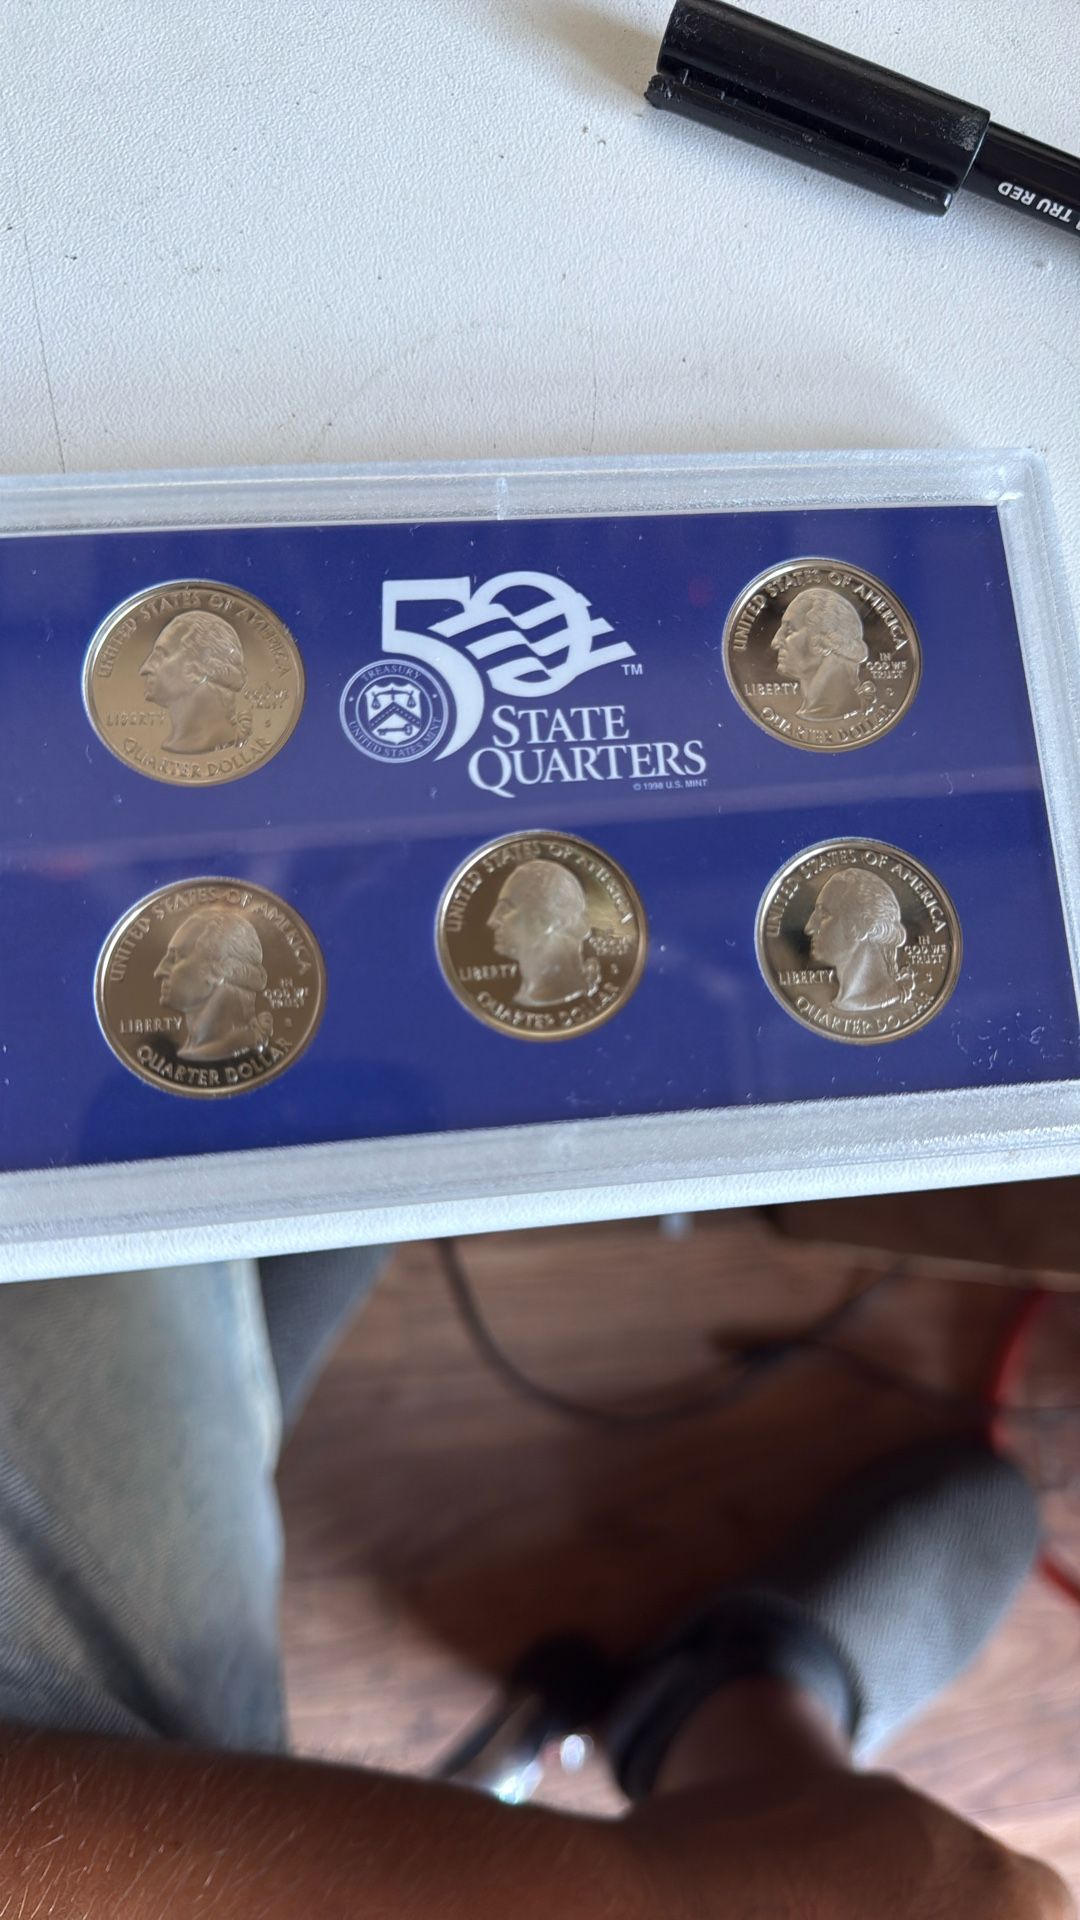 TRU RED
UNITED STATES OF AMERICA
LIBERTY
QUARTER DOLLAR
50
TM
TREASURY
UNITED STATES MINT
STATE
QUARTERS
© 1998 U.S. MINT
UNITED STATES OF AMERICA
IN
GOD WE
TRUST
LIBERTY
S
QUARTER DOLLAR
UNITED STATES OF AMERICA
IN
GOD WE
TRUST
LIBERTY
QUARTER DOLLAR
UNITED STATES OF AMERICA
LIBERTY
QUARTER DOLLAR
UNITED STATES OF AMERICA
IN
GOD WE
TRUST
LIBERTY
S
QUARTER DOLLAR